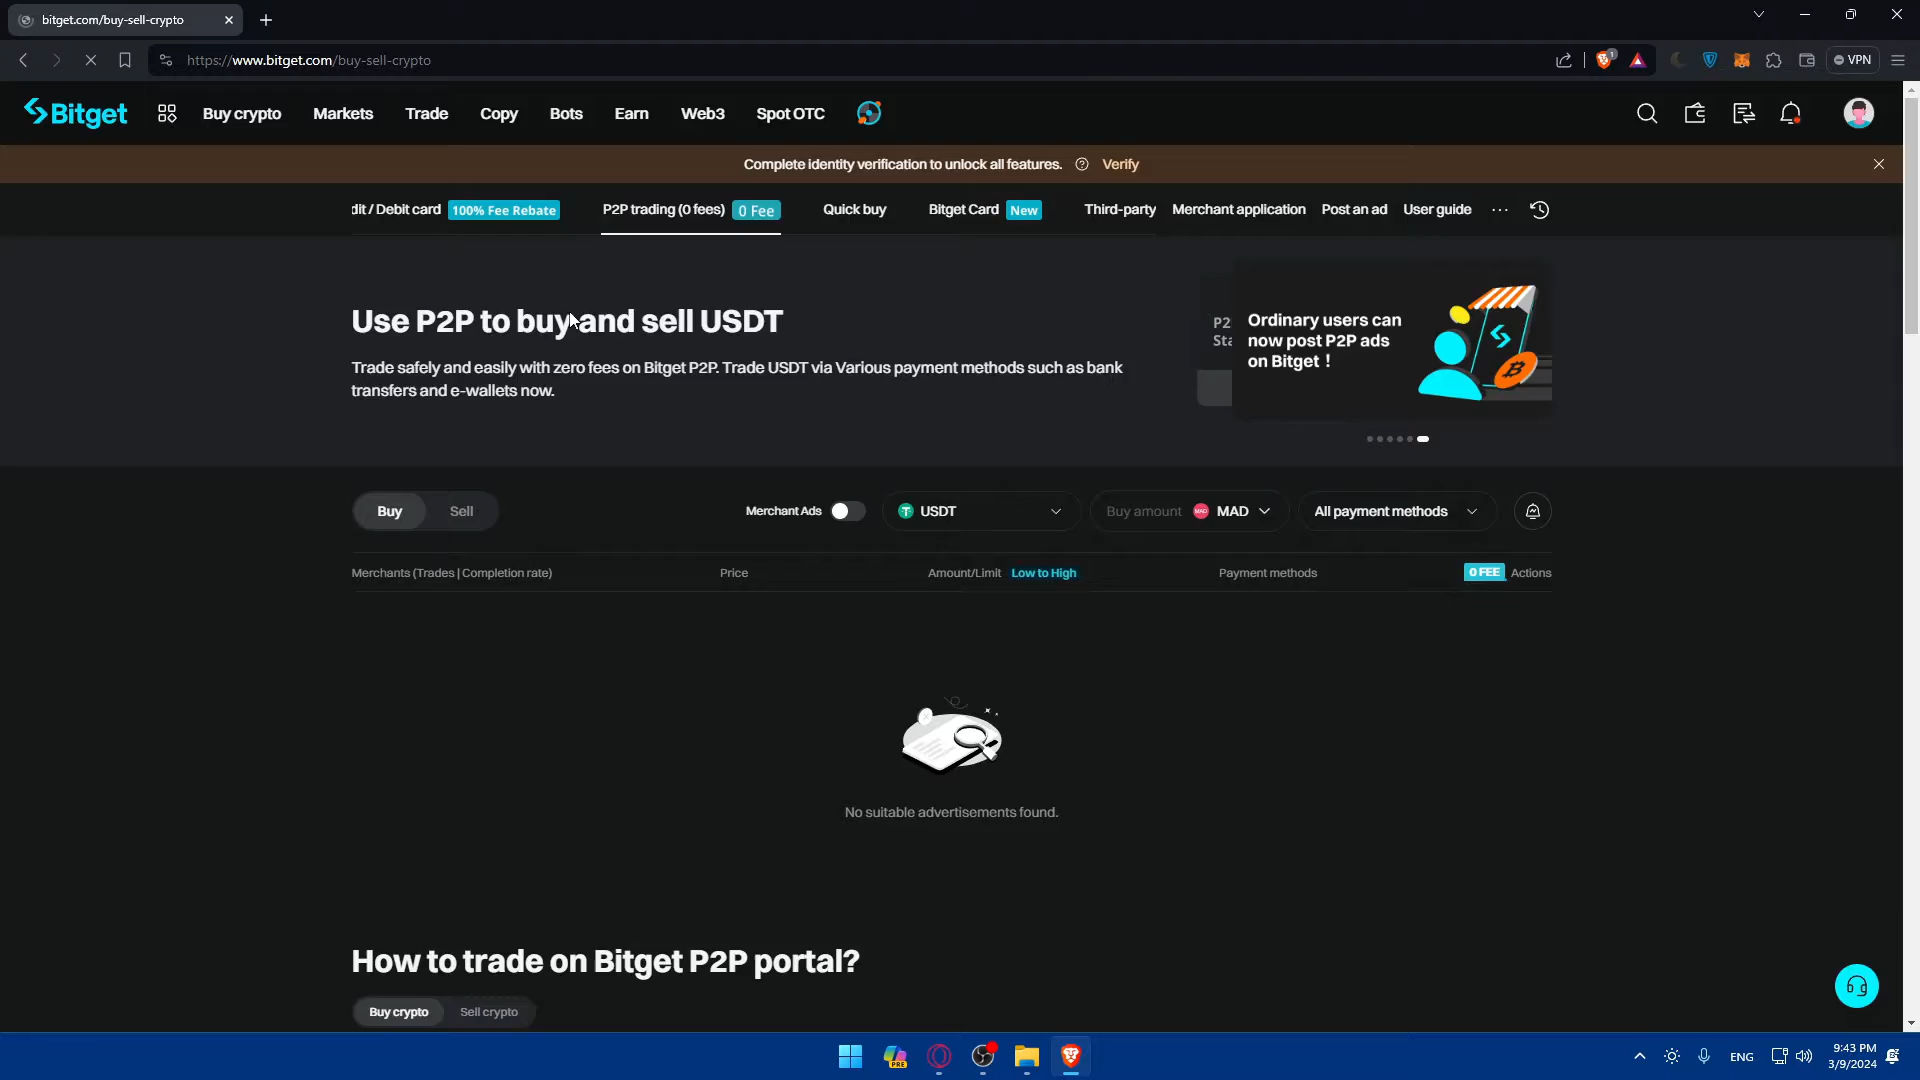 bitget.com/buy-sell-crypto
https://www.bitget.com/buy-sell-crypto
1
VPN
Bitget
Buy crypto
Markets
Trade
Copy
Bots
Earn
Web3
Spot OTC
Complete identity verification to unlock all features.
Verify
dit / Debit card
100% Fee Rebate
P2P trading (0 fees)
0 Fee
Quick buy
Bitget Card
New
Third-party
Merchant application
Post an ad
User guide
Use P2P to buy and sell USDT
Trade safely and easily with zero fees on Bitget P2P. Trade USDT via Various payment methods such as bank
transfers and e-wallets now.
P2
Sta
Ordinary users can
now post P2P ads
on Bitget !
Buy
Sell
Merchant Ads
USDT
Buy amount
MAD
MAD
All payment methods
Merchants (Trades | Completion rate)
Price
Amount/Limit
Low to High
Payment methods
0 FEE
Actions
No suitable advertisements found.
How to trade on Bitget P2P portal?
Buy crypto
Sell crypto
PRE
ENG
9:43 PM
3/9/2024